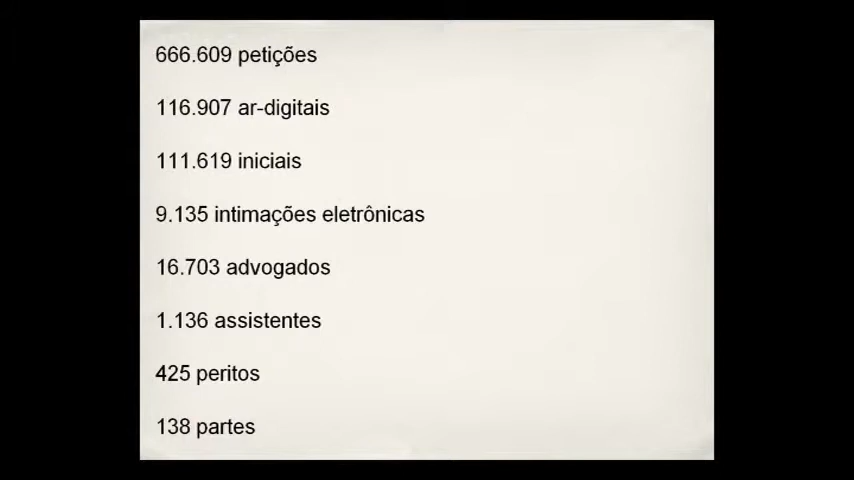 666.609 petições
116.907 ar-digitais
111.619 iniciais
9.135 intimações eletrônicas
16.703 advogados
1.136 assistentes
425 peritos
138 partes